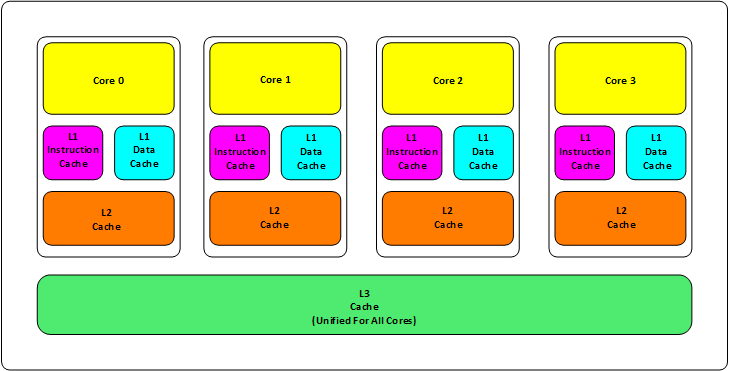 Core 0
Core 1
Core 2
Core 3
L1
Instruction
Cache
L1
Data
Cache
L1
Instruction
Cache
L1
Data
Cache
L1
Instruction
Cache
L1
Data
Cache
L1
Instruction
Cache
L1
Data
Cache
L2
Cache
L2
Cache
L2
Cache
L2
Cache
L3
Cache
(Unified For All Cores)